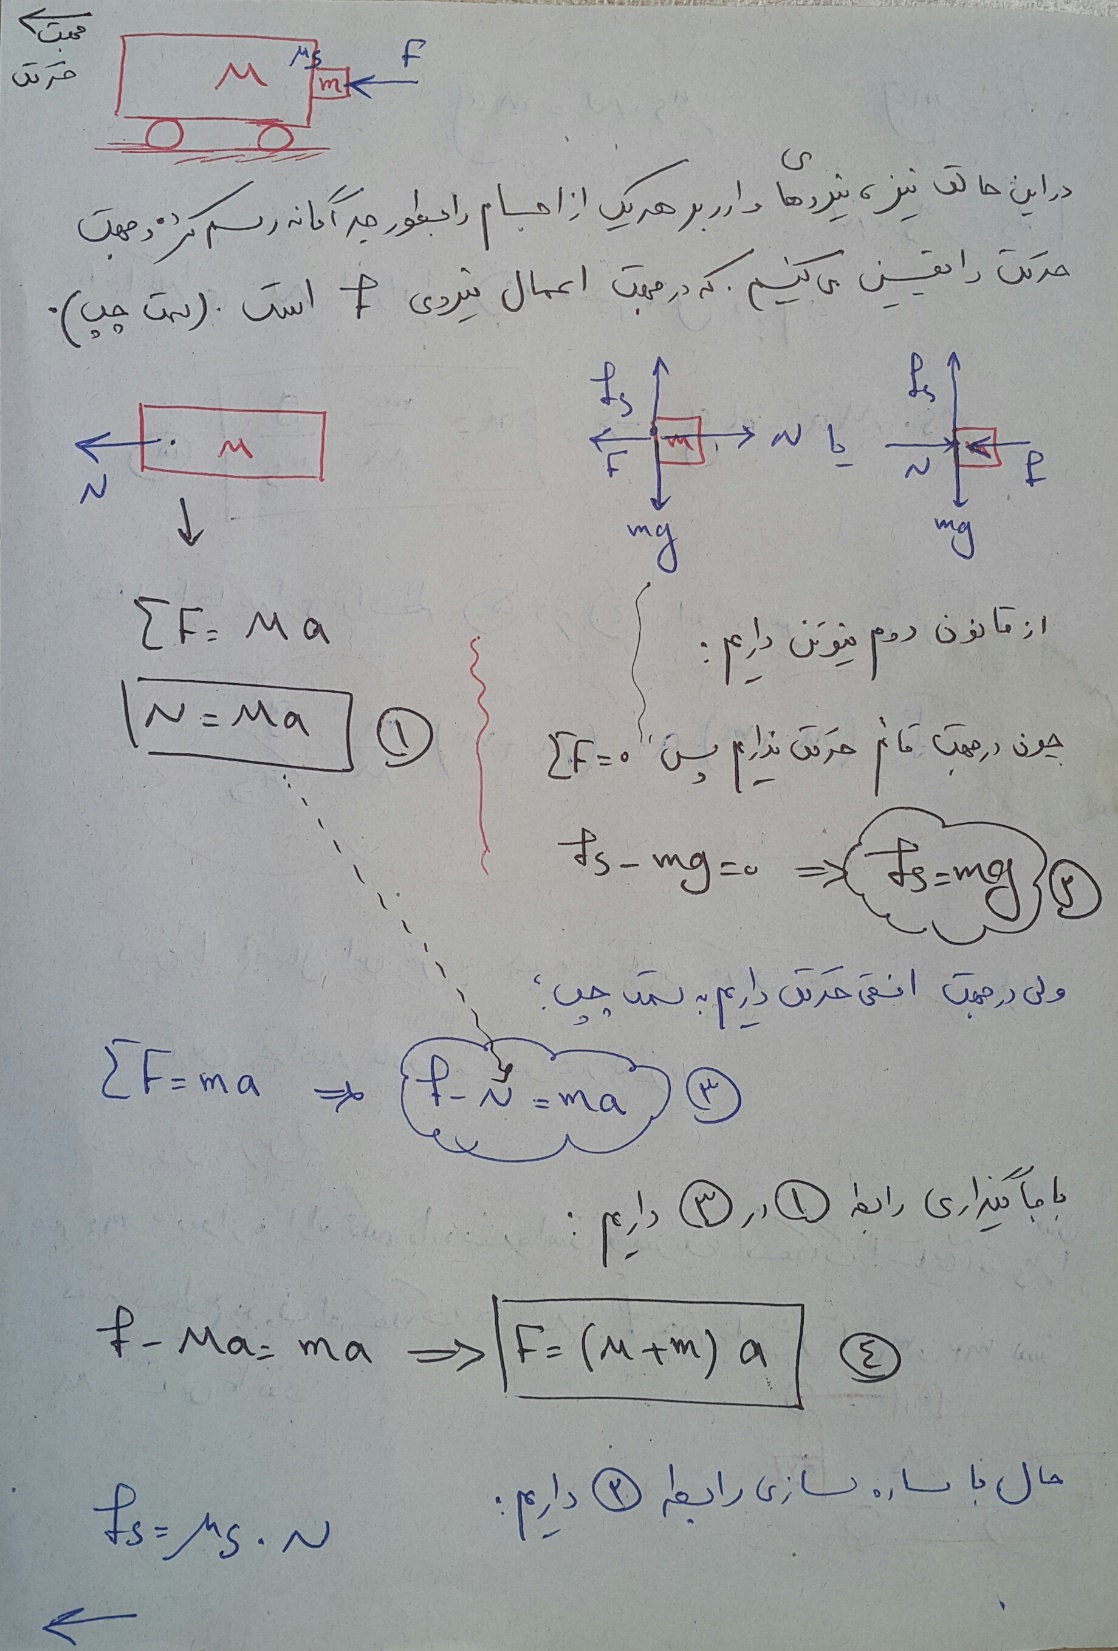 جهت
حرکت
M μs m F
در این حالت نیز، نیروهای وارد بر هر یک از اجسام را بطور جداگانه رسم کرده و جهت
حرکت را تعیین می‌کنیم. که در جهت اعمال نیروی F است. (سمت چپ).
N M
fs F m N mg یا fs N F mg
ΣF = Ma
از قانون دوم نیوتن داریم:
N = Ma ①
چون در جهت قائم حرکت نداریم پس ΣF=0
fs - mg = 0 ⇒ fs = mg ②
ولی در جهت افقی حرکت داریم به سمت چپ؛
ΣF = ma ⇒ F - N = ma ③
با جاگذاری رابطه ① در ③ داریم:
F - Ma = ma ⇒ F = (M+m) a ④
حال با ساده سازی رابطه ② داریم:
fs = μs . N